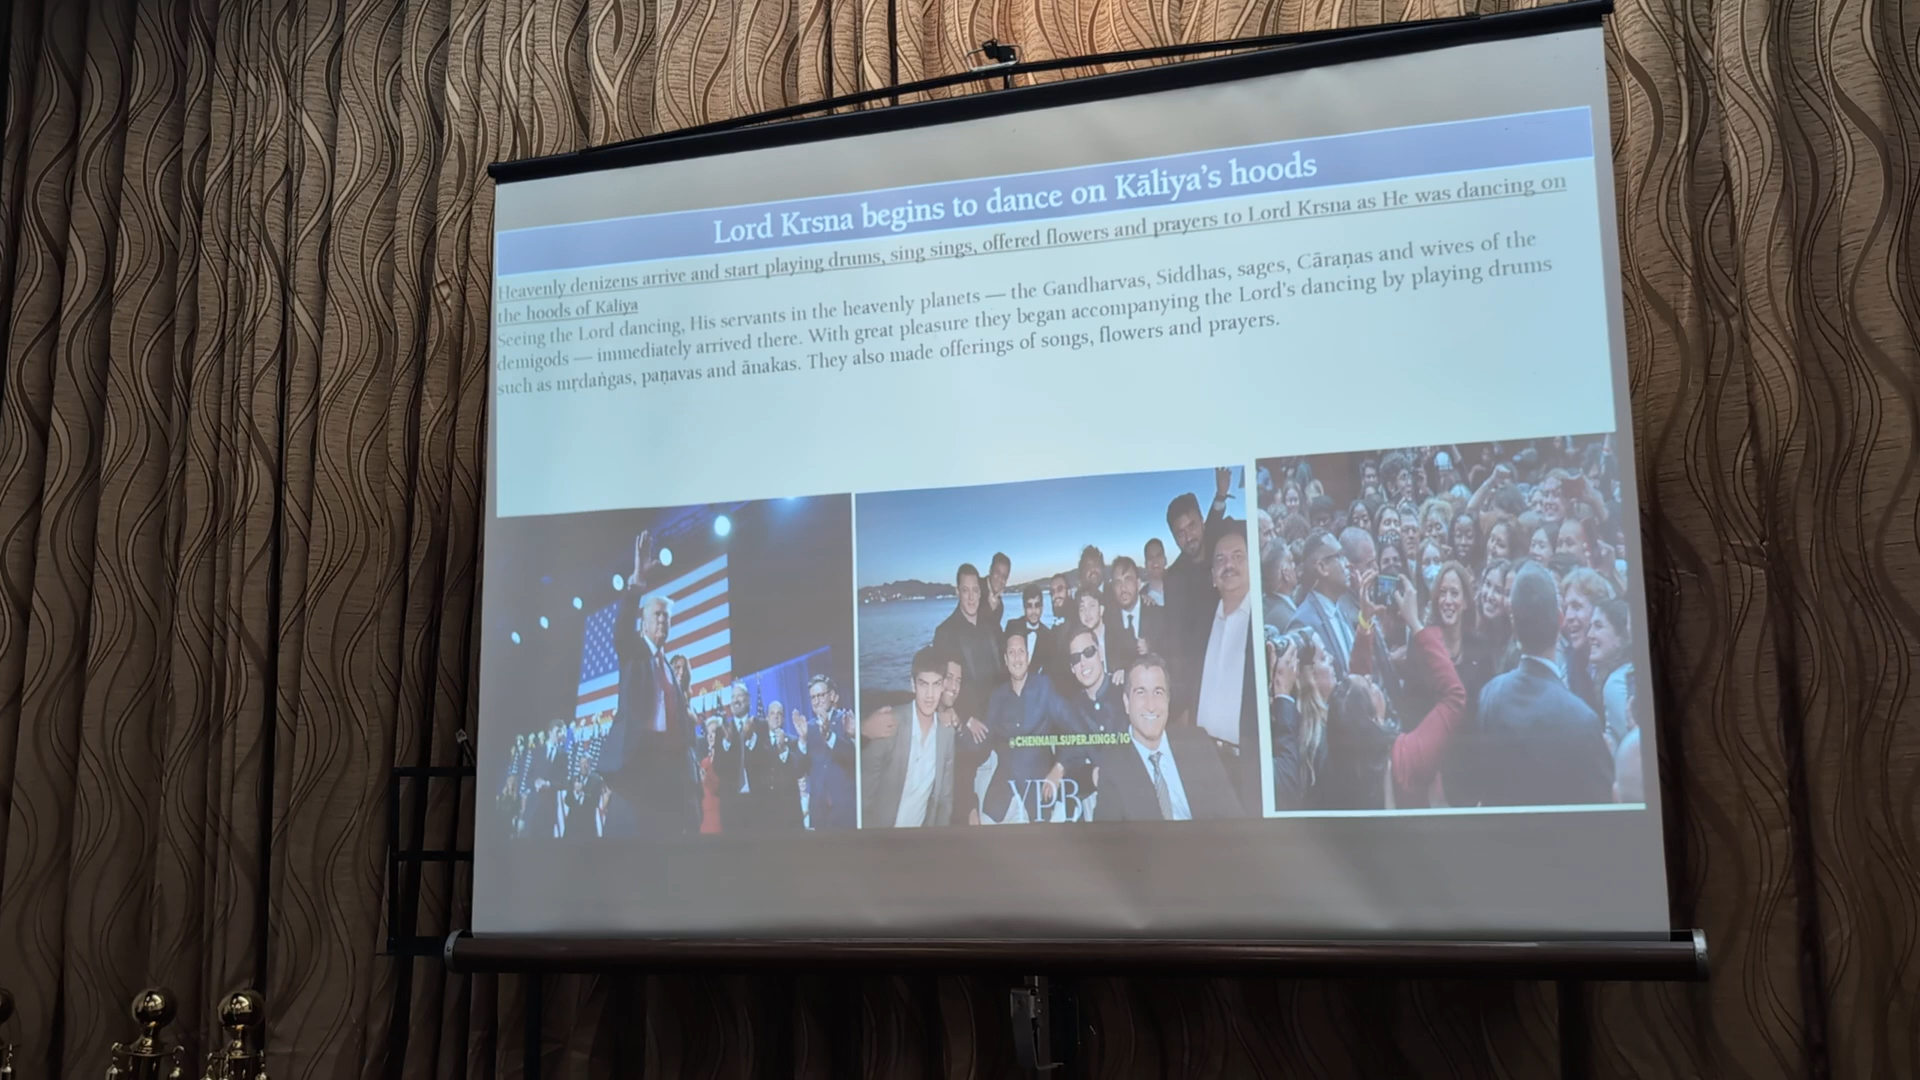 Lord Krsna begins to dance on Kāliya's hoods
Heavenly denizens arrive and start playing drums, sing sings, offered flowers and prayers to Lord Krsna as He was dancing on
the hoods of Kāliya
Seeing the Lord dancing, His servants in the heavenly planets — the Gandharvas, Siddhas, sages, Cāraṇas and wives of the
demigods — immediately arrived there. With great pleasure they began accompanying the Lord's dancing by playing drums
such as mṛdaṅgas, paṇavas and ānakas. They also made offerings of songs, flowers and prayers.
@CHENNAIII.SUPER.KINGS/IG
YPB